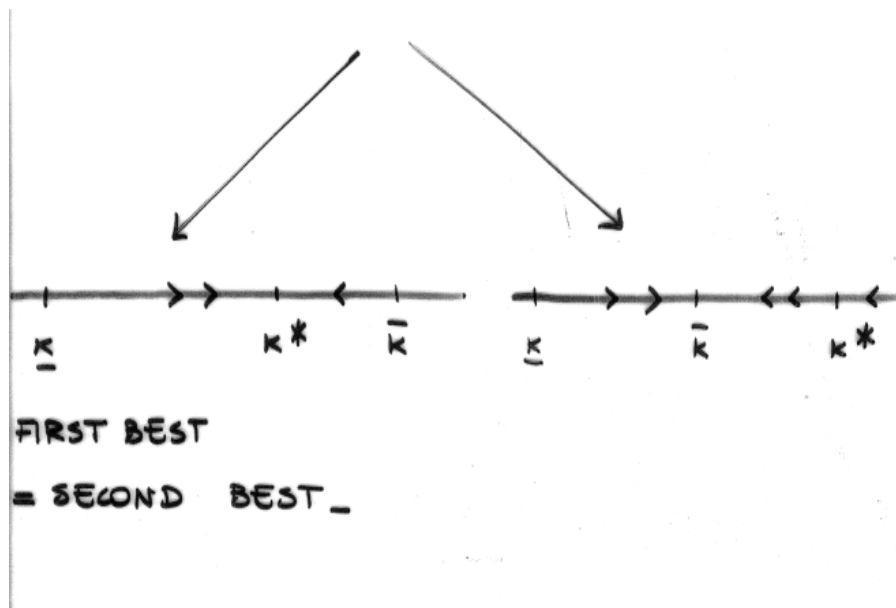 k̲ k* k̄ k̲ k̄ k*
FIRST BEST
= SECOND BEST_